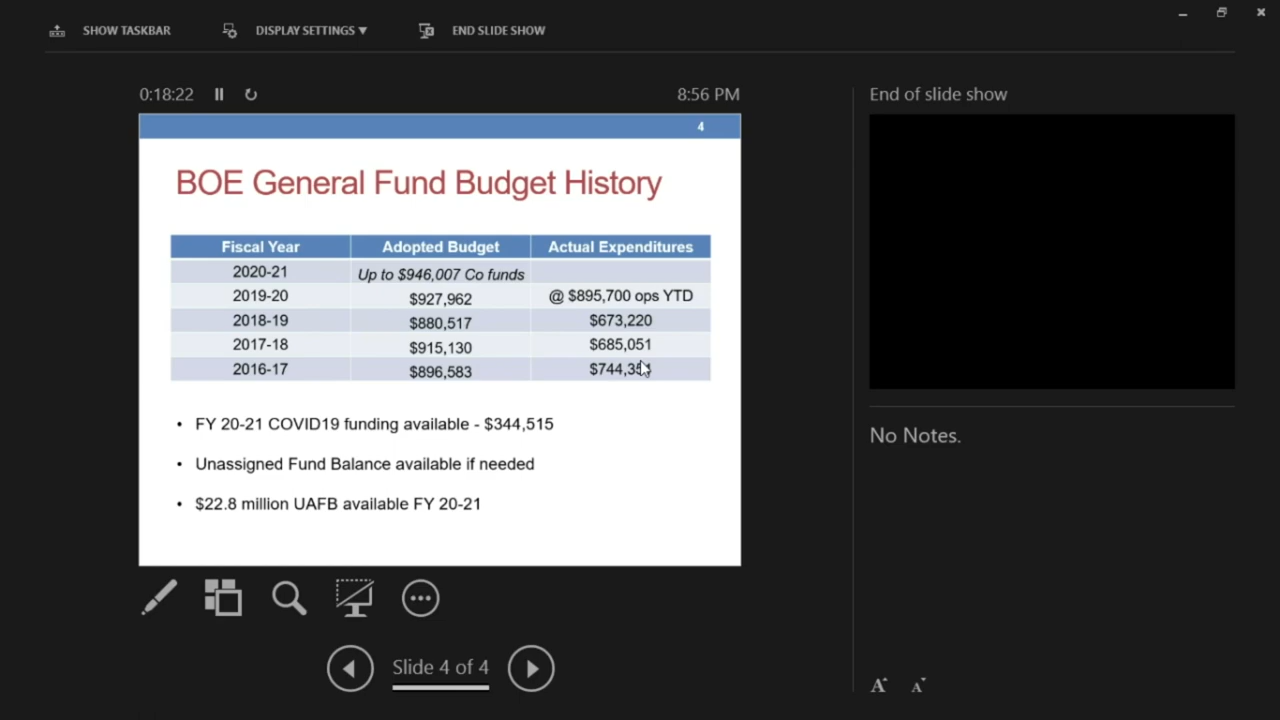 SHOW TASKBAR DISPLAY SETTINGS ▼ END SLIDE SHOW
0:18:22 8:56 PM End of slide show
4
BOE General Fund Budget History
Fiscal Year Adopted Budget Actual Expenditures
2020-21 Up to $946,007 Co funds
2019-20 $927,962 @ $895,700 ops YTD
2018-19 $880,517 $673,220
2017-18 $915,130 $685,051
2016-17 $896,583
• FY 20-21 COVID19 funding available - $344,515
• Unassigned Fund Balance available if needed
• $22.8 million UAFB available FY 20-21
No Notes.
Slide 4 of 4
A A